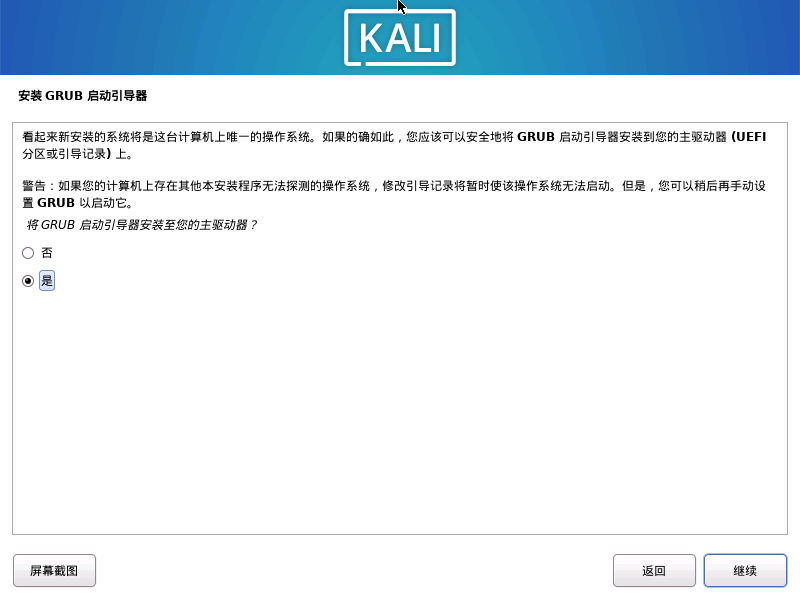 KALI
安装 GRUB 启动引导器
看起来新安装的系统将是这台计算机上唯一的操作系统。如果的确如此，您应该可以安全地将 GRUB 启动引导器安装到您的主驱动器 (UEFI
分区或引导记录) 上。
警告：如果您的计算机上存在其他本安装程序无法探测的操作系统，修改引导记录将暂时使该操作系统无法启动。但是，您可以稍后再手动设
置 GRUB 以启动它。
将 GRUB 启动引导器安装至您的主驱动器？
否
是
屏幕截图
返回
继续